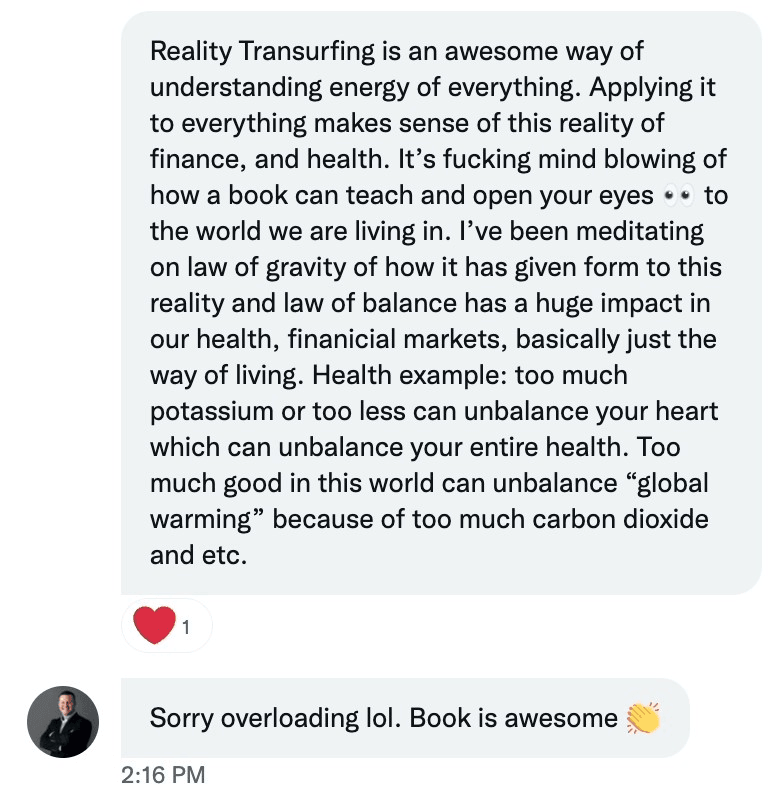 Reality Transurfing is an awesome way of
understanding energy of everything. Applying it
to everything makes sense of this reality of
finance, and health. It’s fucking mind blowing of
how a book can teach and open your eyes 👀 to
the world we are living in. I’ve been meditating
on law of gravity of how it has given form to this
reality and law of balance has a huge impact in
our health, finanicial markets, basically just the
way of living. Health example: too much
potassium or too less can unbalance your heart
which can unbalance your entire health. Too
much good in this world can unbalance “global
warming” because of too much carbon dioxide
and etc.
❤️ 1
Sorry overloading lol. Book is awesome 👏
2:16 PM